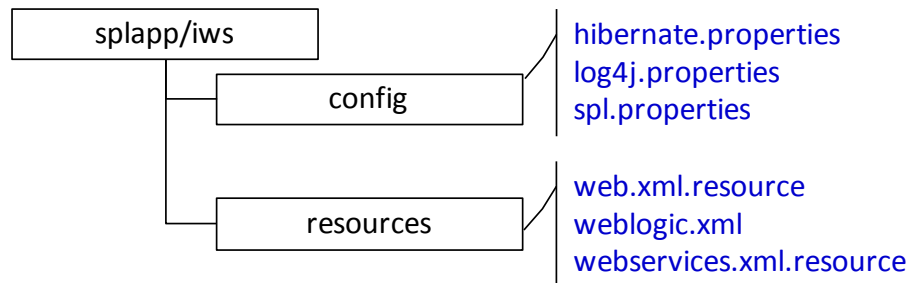 splapp/iws
config
hibernate.properties
log4j.properties
spl.properties
resources
web.xml.resource
weblogic.xml
webservices.xml.resource